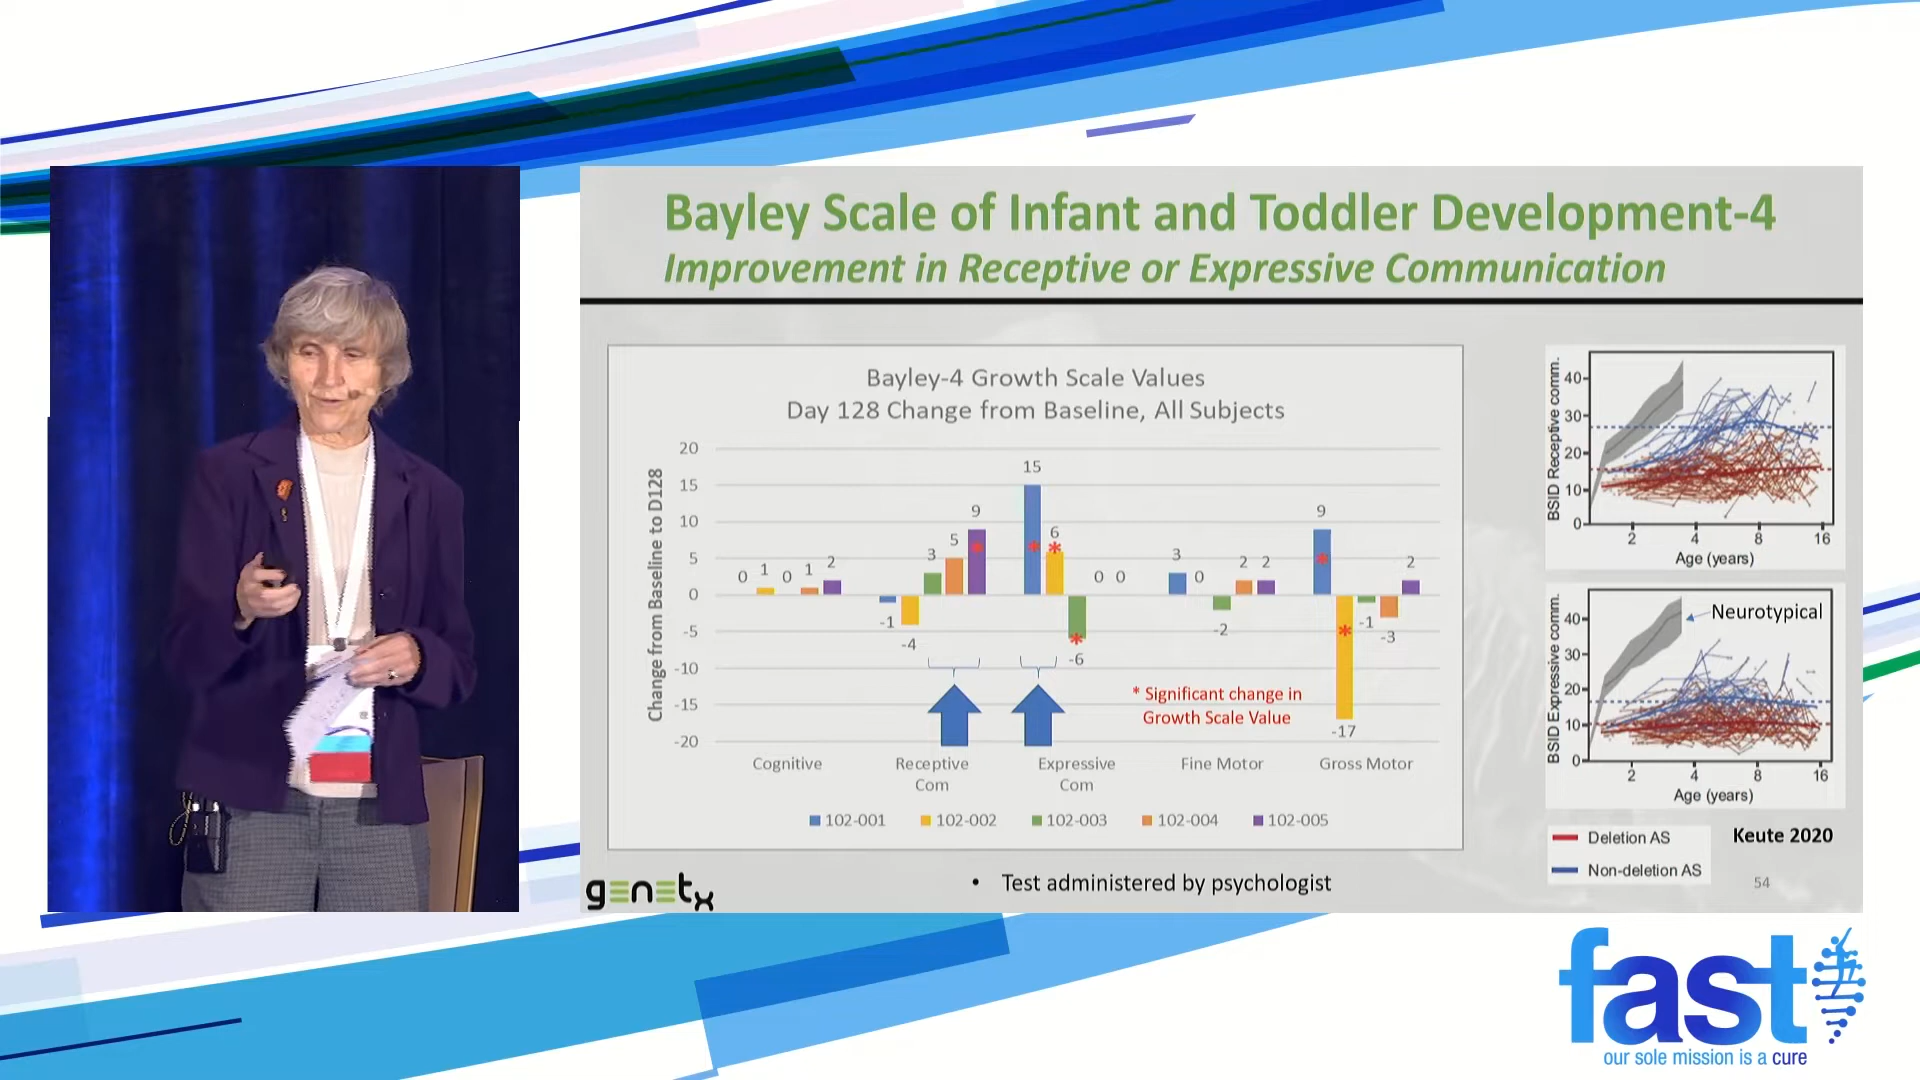 Bayley Scale of Infant and Toddler Development-4
Improvement in Receptive or Expressive Communication
Bayley-4 Growth Scale Values
Day 128 Change from Baseline, All Subjects
Change from Baseline to D128
20
15
10
5
0
-5
-10
-15
-20
0 1 0 1 2
-1 -4 3 5 9
15 6 -6 0 0
3 0 -2 2 2
9 -17 -1 -3 2
* Significant change in
Growth Scale Value
Cognitive
Receptive
Com
Expressive
Com
Fine Motor
Gross Motor
102-001 102-002 102-003 102-004 102-005
• Test administered by psychologist
genetx
BSID Receptive comm.
40
30
20
10
0
2 4 8 16
Age (years)
BSID Expressive comm.
Neurotypical
40
30
20
10
0
2 4 8 16
Age (years)
Deletion AS
Non-deletion AS
Keute 2020
54
fast
our sole mission is a cure